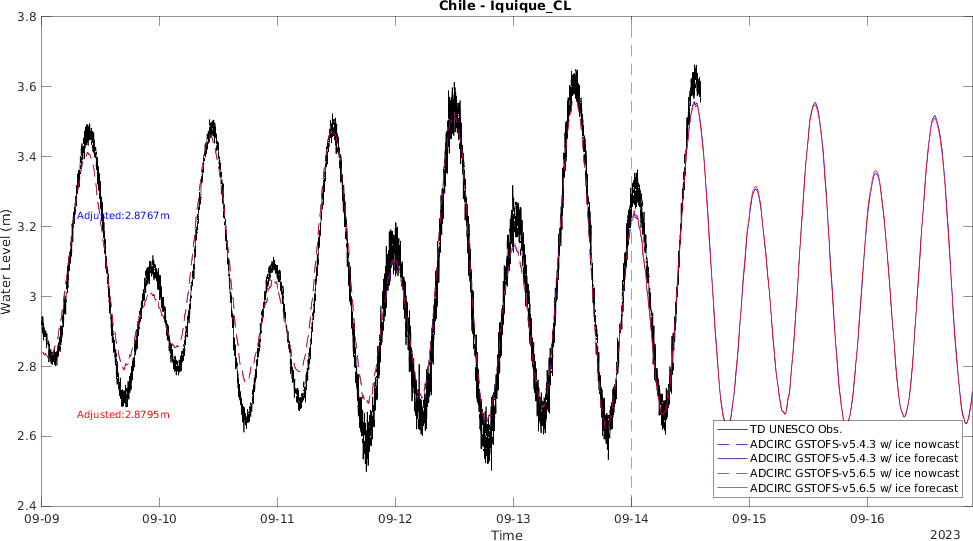 Chile - Iquique_CL
3.8
3.6
3.4
3.2
3
2.8
2.6
2.4
Water Level (m)
Adjusted:2.8767m
Adjusted:2.8795m
TD UNESCO Obs.
ADCIRC GSTOFS-v5.4.3 w/ ice nowcast
ADCIRC GSTOFS-v5.4.3 w/ ice forecast
ADCIRC GSTOFS-v5.6.5 w/ ice nowcast
ADCIRC GSTOFS-v5.6.5 w/ ice forecast
09-09 09-10 09-11 09-12 09-13 09-14 09-15 09-16
Time
2023